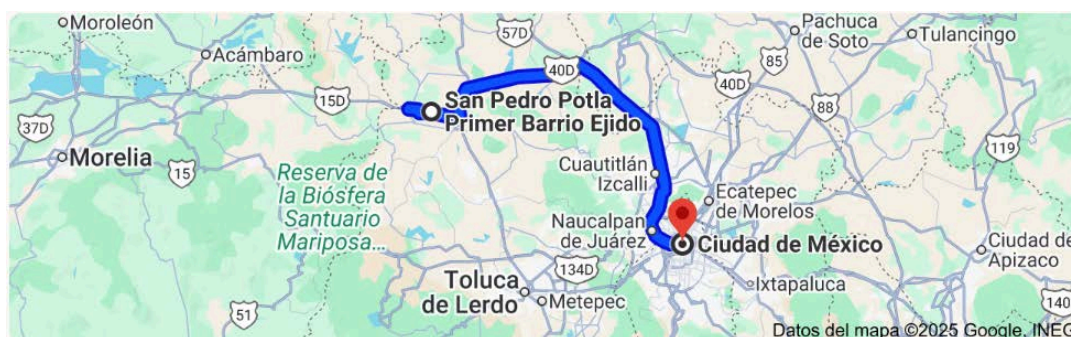 Moroleón
Acámbaro
57D
Pachuca
de Soto
Tulancingo
85
40D
40D
15D
San Pedro Potla
Primer Barrio Ejido
88
37D
Morelia
15
119
Reserva de
la Biósfera
Santuario
Mariposa...
Cuautitlán
Izcalli
Ecatepec
de Morelos
Naucalpan
de Juárez
Ciudad de México
Ciudad de
Apizaco
Toluca
de Lerdo
134D
Metepec
Ixtapaluca
51
140
Datos del mapa ©2025 Google, INEG